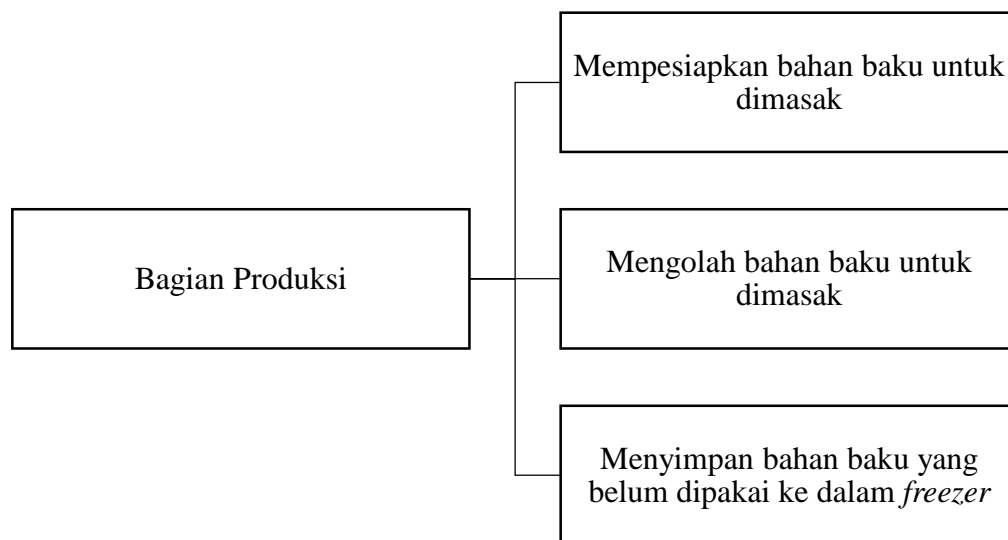 Mempesiapkan bahan baku untuk
dimasak
Bagian Produksi
Mengolah bahan baku untuk
dimasak
Menyimpan bahan baku yang
belum dipakai ke dalam freezer